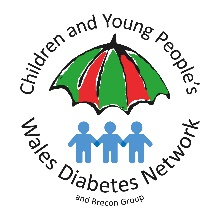 Children and Young People's
Wales Diabetes Network
and Brecon Group